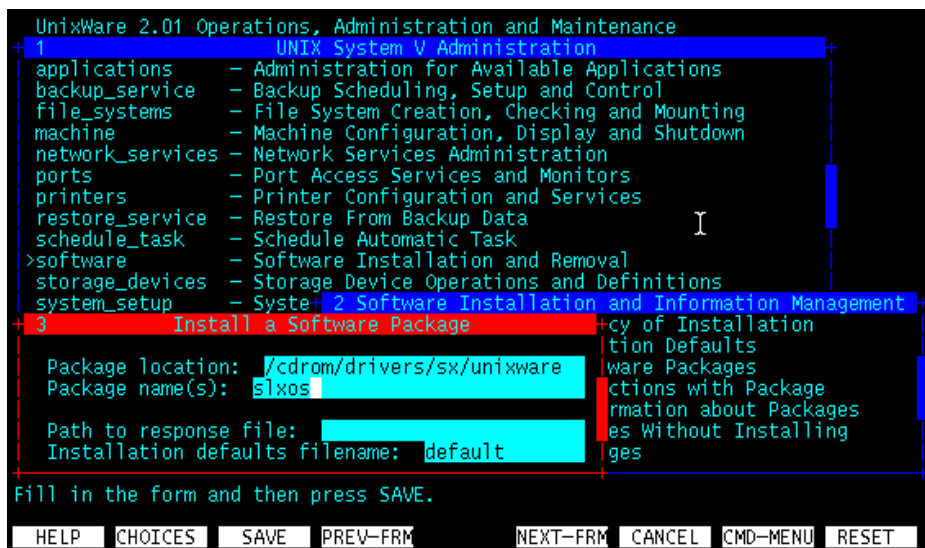 UnixWare 2.01 Operations, Administration and Maintenance
1 UNIX System V Administration
applications – Administration for Available Applications
backup_service – Backup Scheduling, Setup and Control
file_systems – File System Creation, Checking and Mounting
machine – Machine Configuration, Display and Shutdown
network_services – Network Services Administration
ports – Port Access Services and Monitors
printers – Printer Configuration and Services
restore_service – Restore From Backup Data
schedule_task – Schedule Automatic Task
>software – Software Installation and Removal
storage_devices – Storage Device Operations and Definitions
system_setup – Syste
2 Software Installation and Information Management
3 Install a Software Package
cy of Installation
tion Defaults
Package location: /cdrom/drivers/sx/unixware
ware Packages
Package name(s): slxos
ctions with Package
rmation about Packages
Path to response file:
es Without Installing
Installation defaults filename: default
ges
Fill in the form and then press SAVE.
HELP CHOICES SAVE PREV–FRM NEXT–FRM CANCEL CMD–MENU RESET